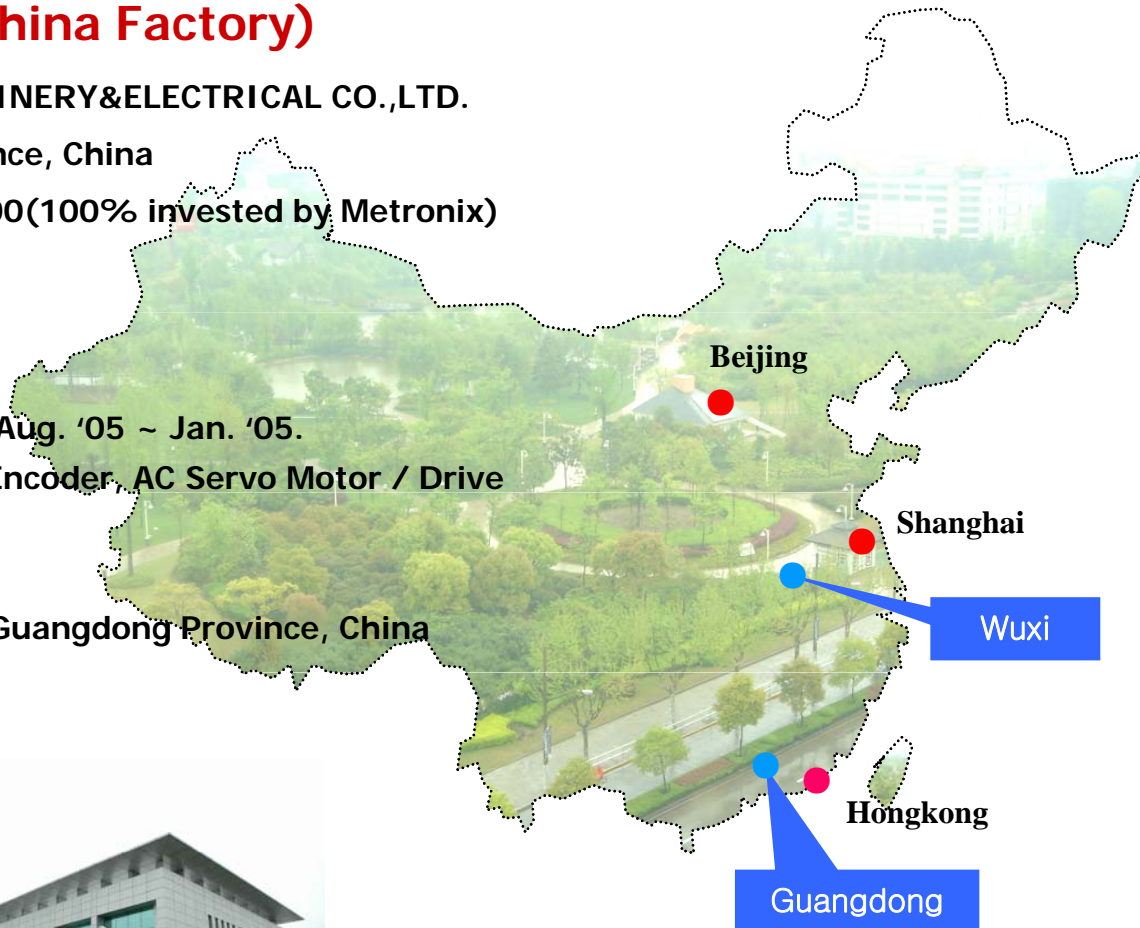 hina Factory)
INERY&ELECTRICAL CO.,LTD.
nce, China
00(100% invested by Metronix)
Beijing
Aug. ‘05 ~ Jan. ‘05.
Encoder, AC Servo Motor / Drive
Shanghai
Wuxi
Guangdong Province, China
Hongkong
Guangdong